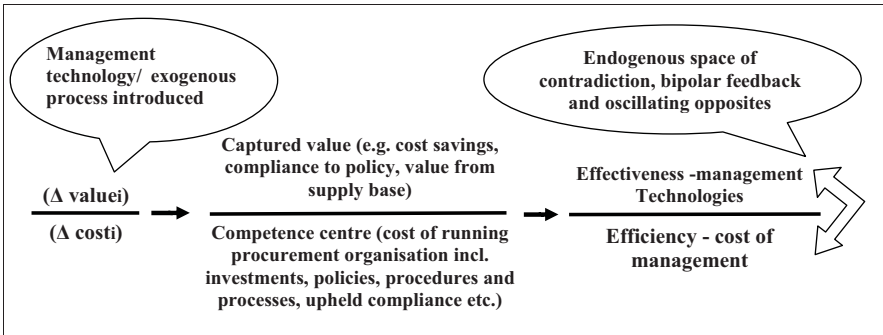 Management
technology/ exogenous
process introduced
Endogenous space of
contradiction, bipolar feedback
and oscillating opposites
(Δ valuei)
(Δ costi)
Captured value (e.g. cost savings,
compliance to policy, value from
supply base)
Competence centre (cost of running
procurement organisation incl.
investments, policies, procedures and
processes, upheld compliance etc.)
Effectiveness -management
Technologies
Efficiency - cost of
management